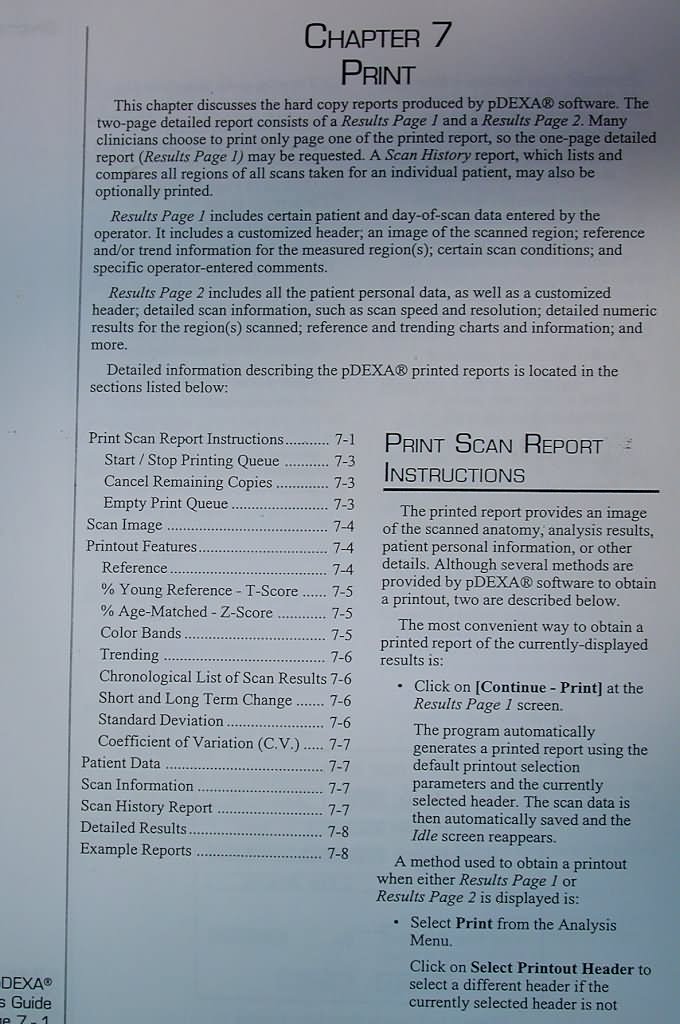 CHAPTER 7
PRINT
This chapter discusses the hard copy reports produced by pDEXA® software. The
two-page detailed report consists of a Results Page 1 and a Results Page 2. Many
clinicians choose to print only page one of the printed report, so the one-page detailed
report (Results Page 1) may be requested. A Scan History report, which lists and
compares all regions of all scans taken for an individual patient, may also be
optionally printed.
Results Page 1 includes certain patient and day-of-scan data entered by the
operator. It includes a customized header; an image of the scanned region; reference
and/or trend information for the measured region(s); certain scan conditions; and
specific operator-entered comments.
Results Page 2 includes all the patient personal data, as well as a customized
header; detailed scan information, such as scan speed and resolution; detailed numeric
results for the region(s) scanned; reference and trending charts and information; and
more.
Detailed information describing the pDEXA® printed reports is located in the
sections listed below:
Print Scan Report Instructions........... 7-1
Start / Stop Printing Queue ........... 7-3
Cancel Remaining Copies ............. 7-3
Empty Print Queue ........................ 7-3
Scan Image ........................................ 7-4
Printout Features................................ 7-4
Reference....................................... 7-4
% Young Reference - T-Score ...... 7-5
% Age-Matched - Z-Score ............ 7-5
Color Bands................................... 7-5
Trending ........................................ 7-6
Chronological List of Scan Results 7-6
Short and Long Term Change ....... 7-6
Standard Deviation ........................ 7-6
Coefficient of Variation (C.V.) ..... 7-7
Patient Data ....................................... 7-7
Scan Information ............................... 7-7
Scan History Report .......................... 7-7
Detailed Results................................. 7-8
Example Reports ............................... 7-8
PRINT SCAN REPORT
INSTRUCTIONS
The printed report provides an image
of the scanned anatomy, analysis results,
patient personal information, or other
details. Although several methods are
provided by pDEXA® software to obtain
a printout, two are described below.
The most convenient way to obtain a
printed report of the currently-displayed
results is:
• Click on [Continue - Print] at the
Results Page 1 screen.
The program automatically
generates a printed report using the
default printout selection
parameters and the currently
selected header. The scan data is
then automatically saved and the
Idle screen reappears.
A method used to obtain a printout
when either Results Page 1 or
Results Page 2 is displayed is:
• Select Print from the Analysis
Menu.
Click on Select Printout Header to
select a different header if the
currently selected header is not
DEXA®
s Guide
7 - 1